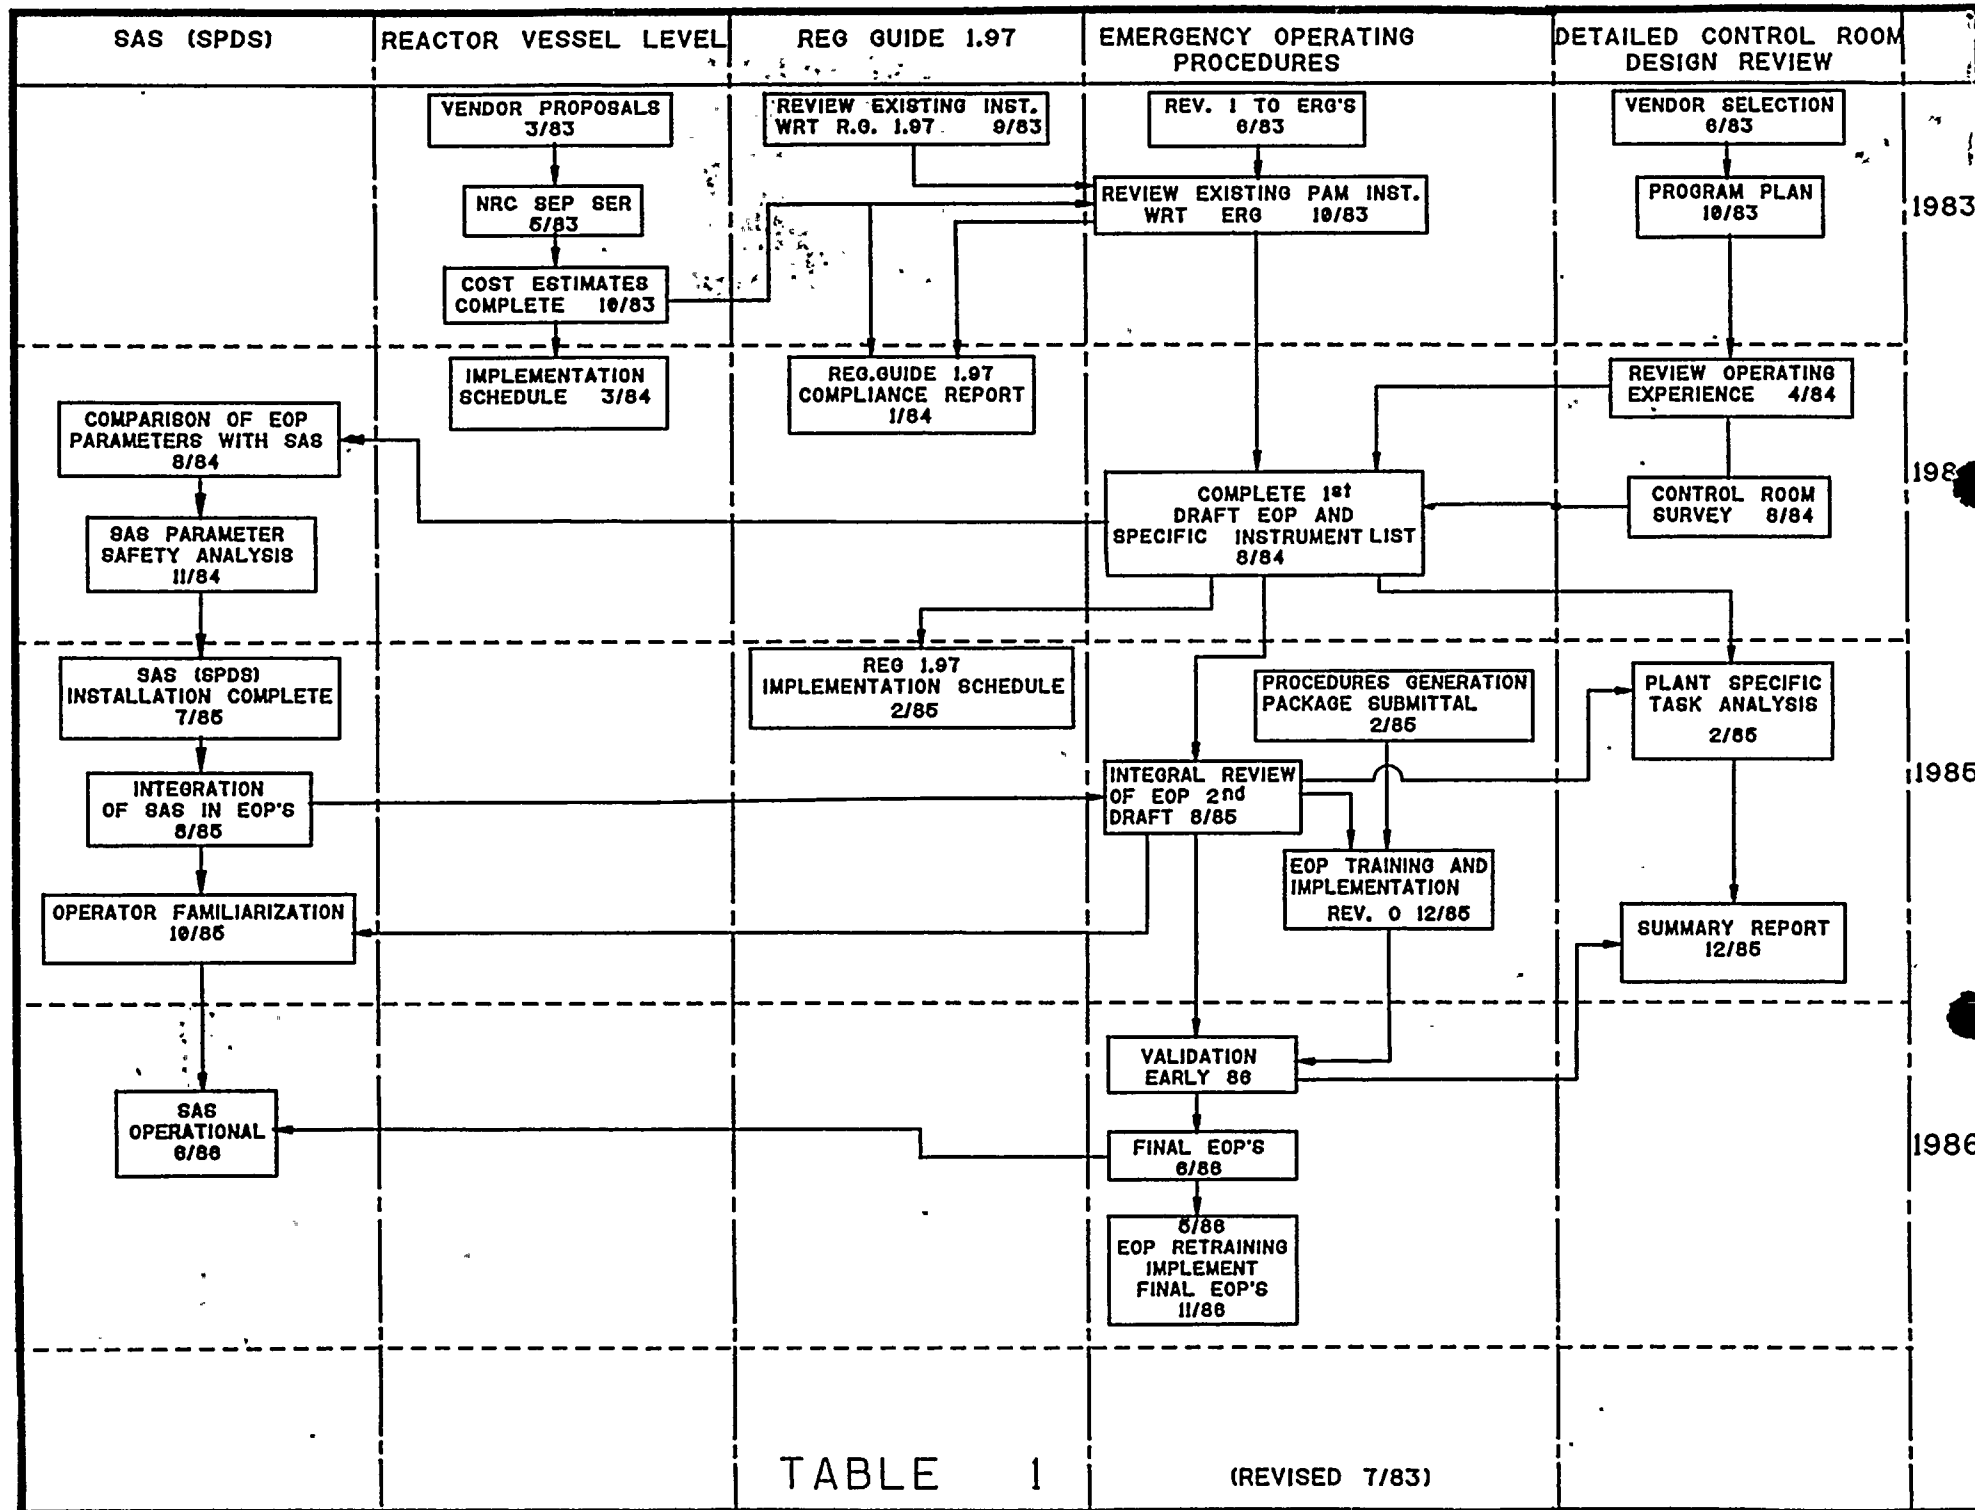 SAS (SPDS)
REACTOR VESSEL LEVEL
REG GUIDE 1.97
EMERGENCY OPERATING
PROCEDURES
DETAILED CONTROL ROOM
DESIGN REVIEW
VENDOR PROPOSALS
3/83
REVIEW EXISTING INST.
WRT R.G. 1.97 9/83
REV. 1 TO ERG'S
6/83
VENDOR SELECTION
6/83
NRC SEP SER
5/83
REVIEW EXISTING PAM INST.
WRT ERG 10/83
PROGRAM PLAN
10/83
1983
COST ESTIMATES
COMPLETE 10/83
IMPLEMENTATION
SCHEDULE 3/84
REG.GUIDE 1.97
COMPLIANCE REPORT
1/84
REVIEW OPERATING
EXPERIENCE 4/84
COMPARISON OF EOP
PARAMETERS WITH SAS
8/84
COMPLETE 1st
DRAFT EOP AND
SPECIFIC INSTRUMENT LIST
8/84
CONTROL ROOM
SURVEY 8/84
198
SAS PARAMETER
SAFETY ANALYSIS
11/84
SAS (SPDS)
INSTALLATION COMPLETE
7/85
REG 1.97
IMPLEMENTATION SCHEDULE
2/85
PROCEDURES GENERATION
PACKAGE SUBMITTAL
2/85
PLANT SPECIFIC
TASK ANALYSIS
2/85
1985
INTEGRATION
OF SAS IN EOP'S
8/85
INTEGRAL REVIEW
OF EOP 2nd
DRAFT 8/85
EOP TRAINING AND
IMPLEMENTATION
REV. 0 12/85
OPERATOR FAMILIARIZATION
10/85
SUMMARY REPORT
12/85
VALIDATION
EARLY 86
SAS
OPERATIONAL
6/86
FINAL EOP'S
6/86
1986
5/86
EOP RETRAINING
IMPLEMENT
FINAL EOP'S
11/86
TABLE 1
(REVISED 7/83)